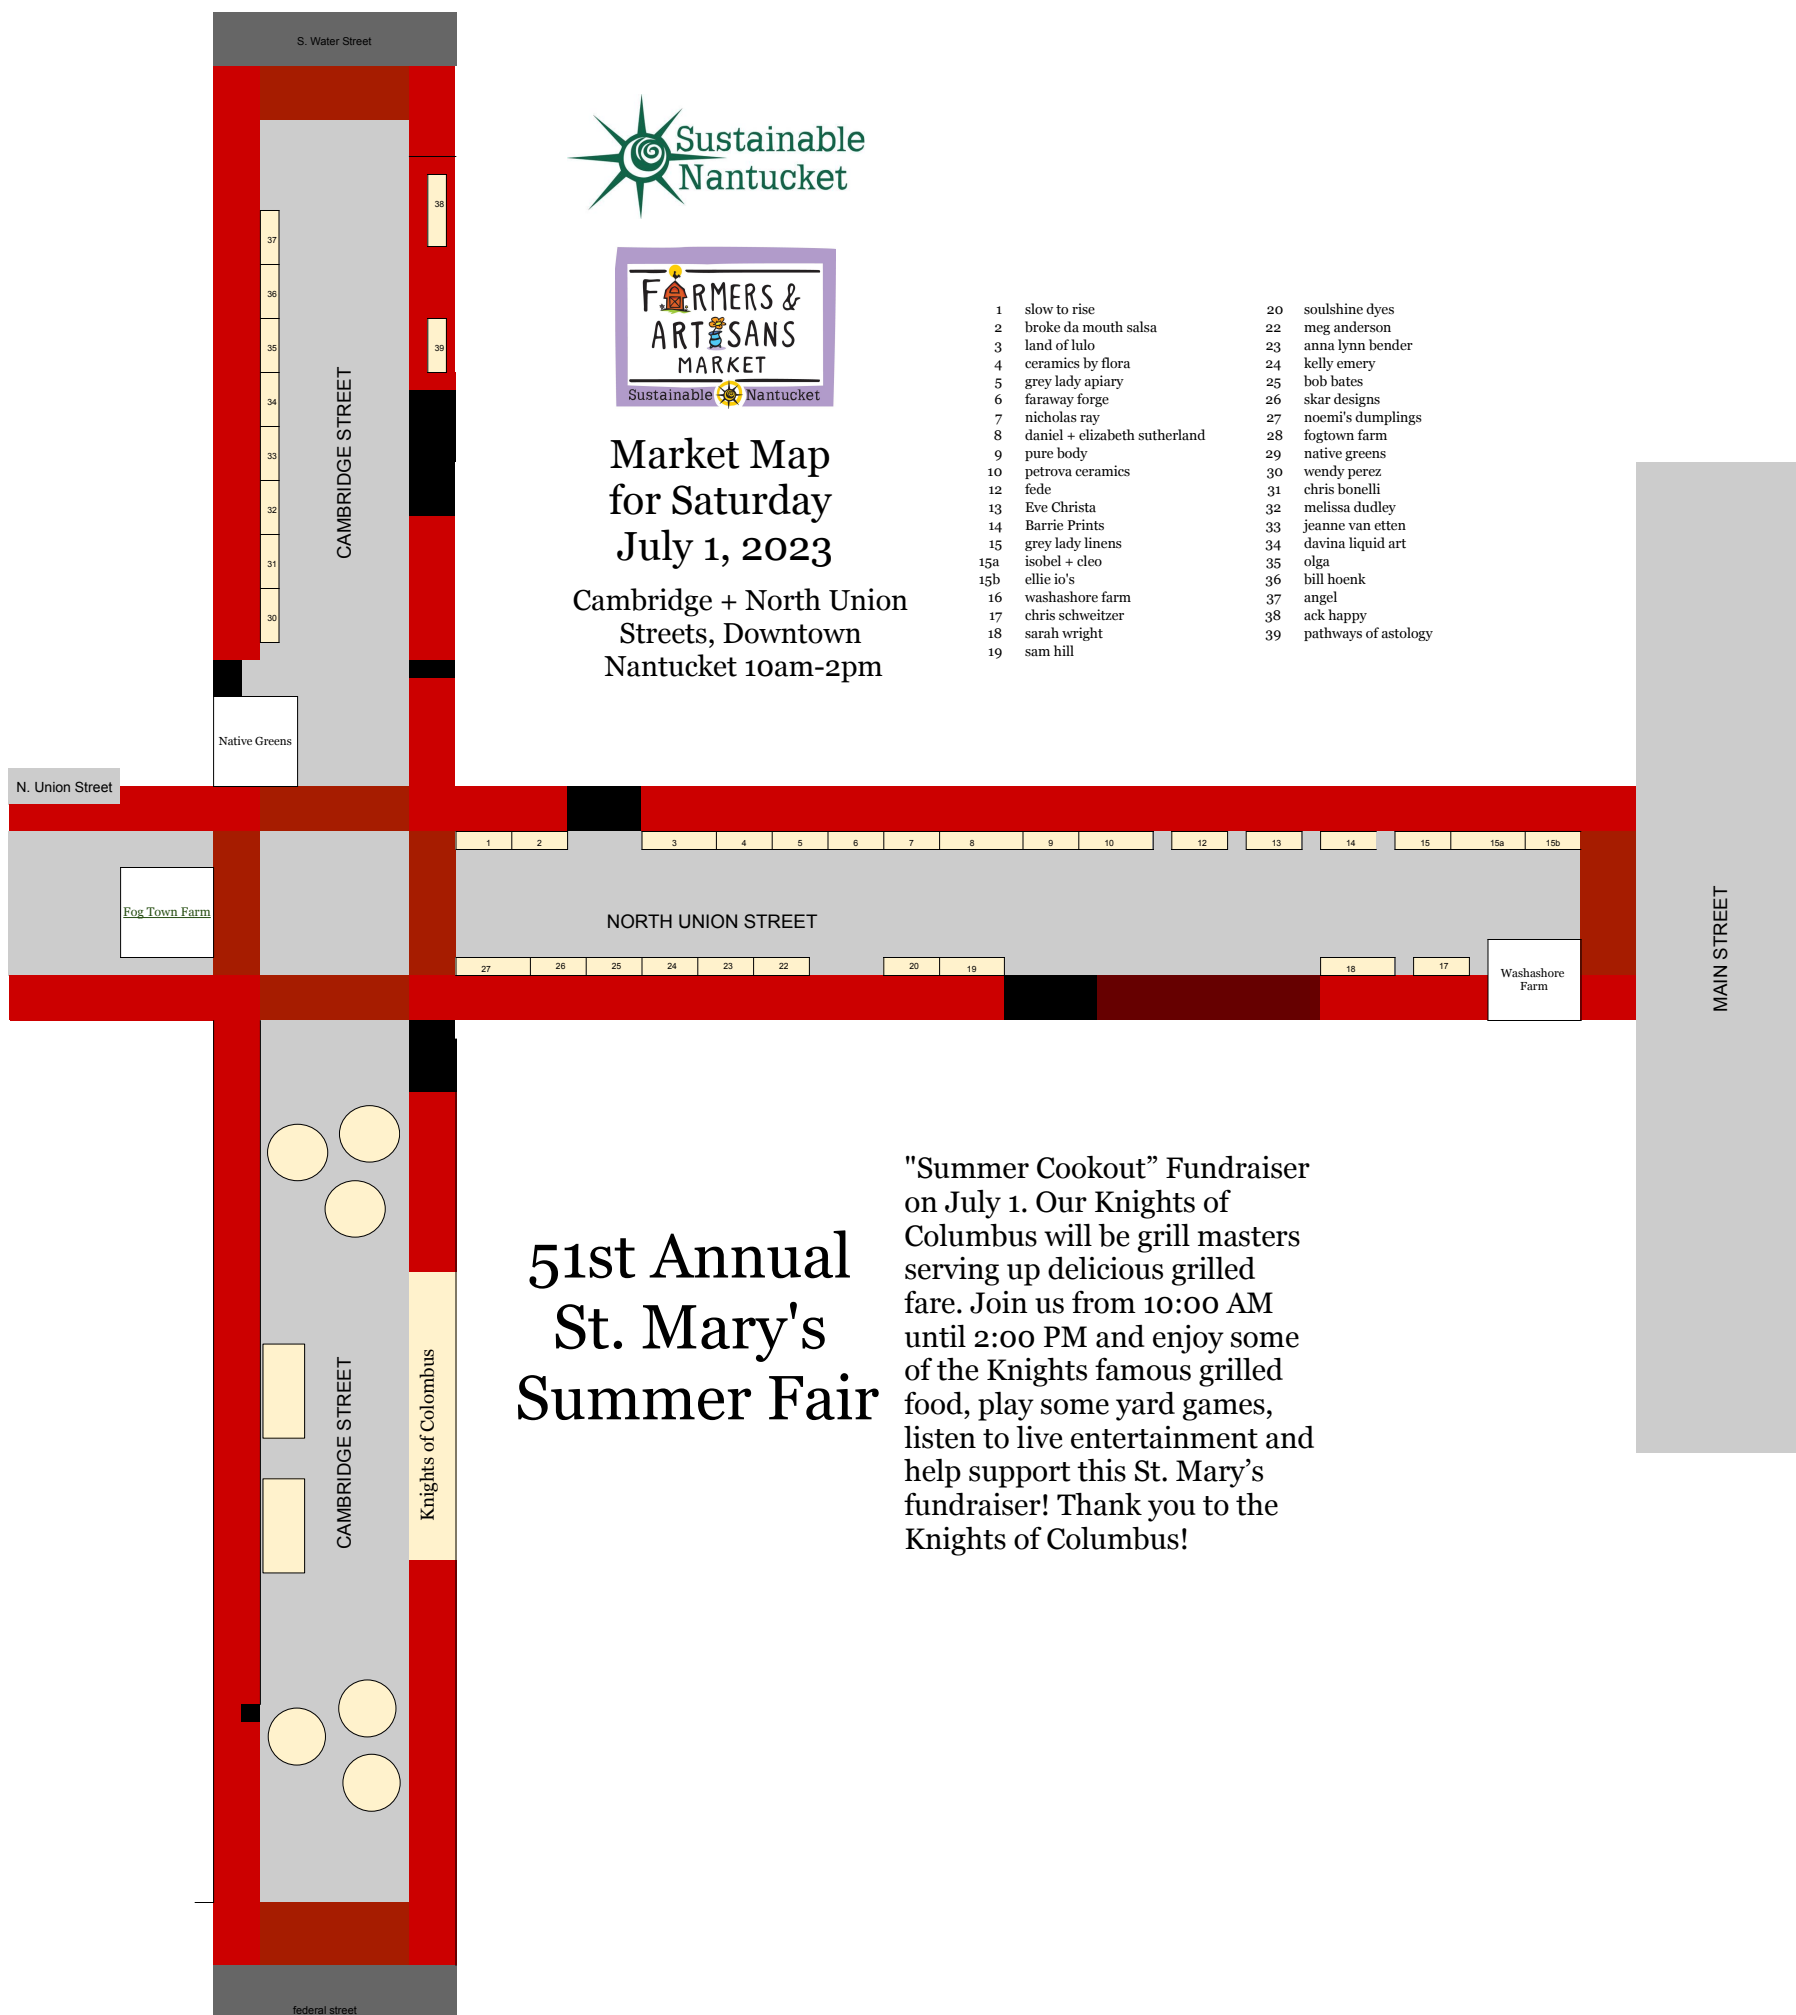 S. Water Street
Sustainable
Nantucket
FARMERS &
ARTISANS
MARKET
Sustainable Nantucket
Market Map
for Saturday
July 1, 2023
Cambridge + North Union
Streets, Downtown
Nantucket 10am-2pm
1 slow to rise
2 broke da mouth salsa
3 land of lulo
4 ceramics by flora
5 grey lady apiary
6 faraway forge
7 nicholas ray
8 daniel + elizabeth sutherland
9 pure body
10 petrova ceramics
12 fede
13 Eve Christa
14 Barrie Prints
15 grey lady linens
15a isobel + cleo
15b ellie io's
16 washashore farm
17 chris schweitzer
18 sarah wright
19 sam hill
20 soulshine dyes
22 meg anderson
23 anna lynn bender
24 kelly emery
25 bob bates
26 skar designs
27 noemi's dumplings
28 fogtown farm
29 native greens
30 wendy perez
31 chris bonelli
32 melissa dudley
33 jeanne van etten
34 davina liquid art
35 olga
36 bill hoenk
37 angel
38 ack happy
39 pathways of astology
38
39
37
36
35
34
33
32
31
30
CAMBRIDGE STREET
Native Greens
N. Union Street
1 2 3 4 5 6 7 8 9 10 12 13 14 15 15a 15b
Fog Town Farm
NORTH UNION STREET
27 26 25 24 23 22 20 19 18 17
Washashore
Farm
MAIN STREET
51st Annual
St. Mary's
Summer Fair
"Summer Cookout” Fundraiser
on July 1. Our Knights of
Columbus will be grill masters
serving up delicious grilled
fare. Join us from 10:00 AM
until 2:00 PM and enjoy some
of the Knights famous grilled
food, play some yard games,
listen to live entertainment and
help support this St. Mary’s
fundraiser! Thank you to the
Knights of Columbus!
CAMBRIDGE STREET
Knights of Colombus
federal street